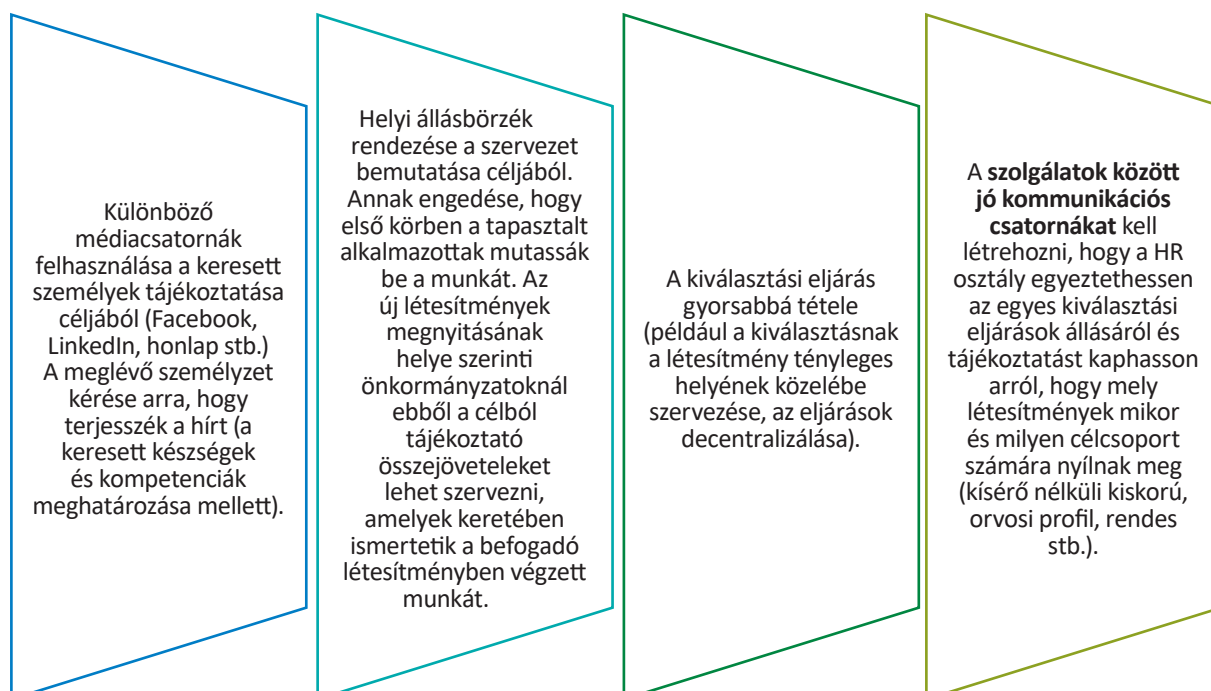 Különböző
médiacsatornák
felhasználása a keresett
személyek tájékoztatása
céljából (Facebook,
LinkedIn, honlap stb.)
A meglévő személyzet
kérése arra, hogy
terjesszék a hírt (a
keresett készségek
és kompetenciák
meghatározása mellett).
Helyi állásbörzék
rendezése a szervezet
bemutatása céljából.
Annak engedése, hogy
első körben a tapasztalt
alkalmazottak mutassák
be a munkát. Az
új létesítmények
megnyitásának
helye szerinti
önkormányzatoknál
ebből a célból
tájékoztató
összejöveteleket
lehet szervezni,
amelyek keretében
ismertetik a befogadó
létesítményben végzett
munkát.
A kiválasztási eljárás
gyorsabbá tétele
(például a kiválasztásnak
a létesítmény tényleges
helyének közelébe
szervezése, az eljárások
decentralizálása).
A szolgálatok között
jó kommunikációs
csatornákat kell
létrehozni, hogy a HR
osztály egyeztethessen
az egyes kiválasztási
eljárások állásáról és
tájékoztatást kaphasson
arról, hogy mely
létesítmények mikor
és milyen célcsoport
számára nyílnak meg
(kísérő nélküli kiskorú,
orvosi profil, rendes
stb.).